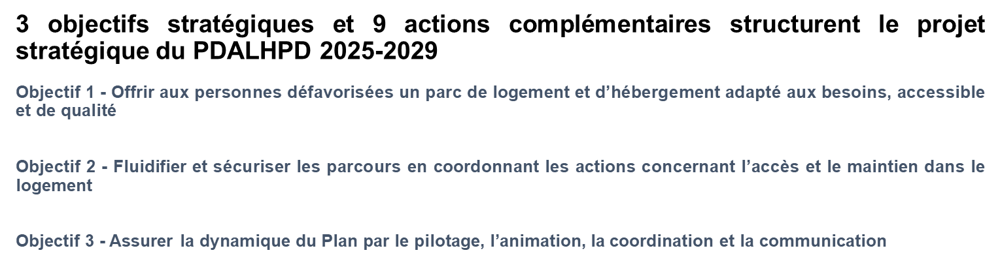 3 objectifs stratégiques et 9 actions complémentaires structurent le projet
stratégique du PDALHPD 2025-2029
Objectif 1 - Offrir aux personnes défavorisées un parc de logement et d’hébergement adapté aux besoins, accessible
et de qualité
Objectif 2 - Fluidifier et sécuriser les parcours en coordonnant les actions concernant l’accès et le maintien dans le
logement
Objectif 3 - Assurer la dynamique du Plan par le pilotage, l’animation, la coordination et la communication